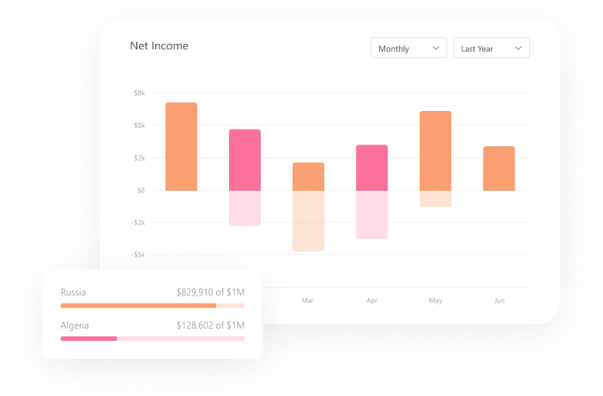 Net Income
Monthly
Last Year
$8k
$5k
$2k
$0
-$2k
-$5k
Mar
Apr
May
Jun
Russia
$829,910 of $1M
Algeria
$128,602 of $1M